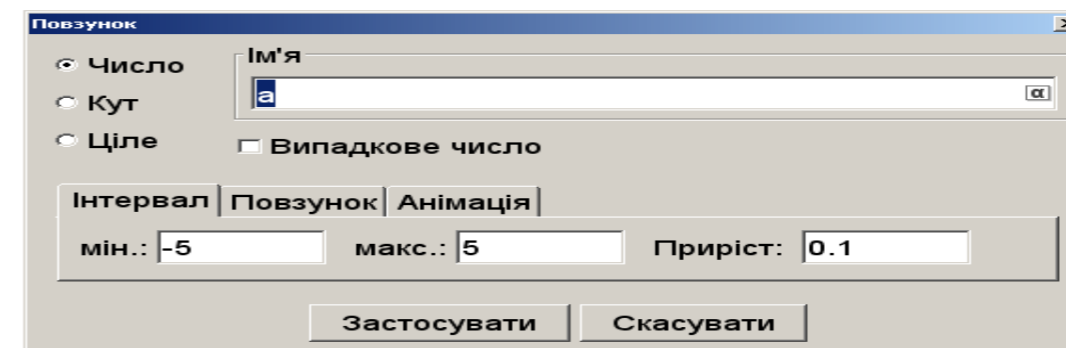 Повзунок
Число
Ім'я
a
α
Кут
Ціле
Випадкове число
Інтервал Повзунок Анімація
мін.: -5 макс.: 5 Приріст: 0.1
Застосувати Скасувати